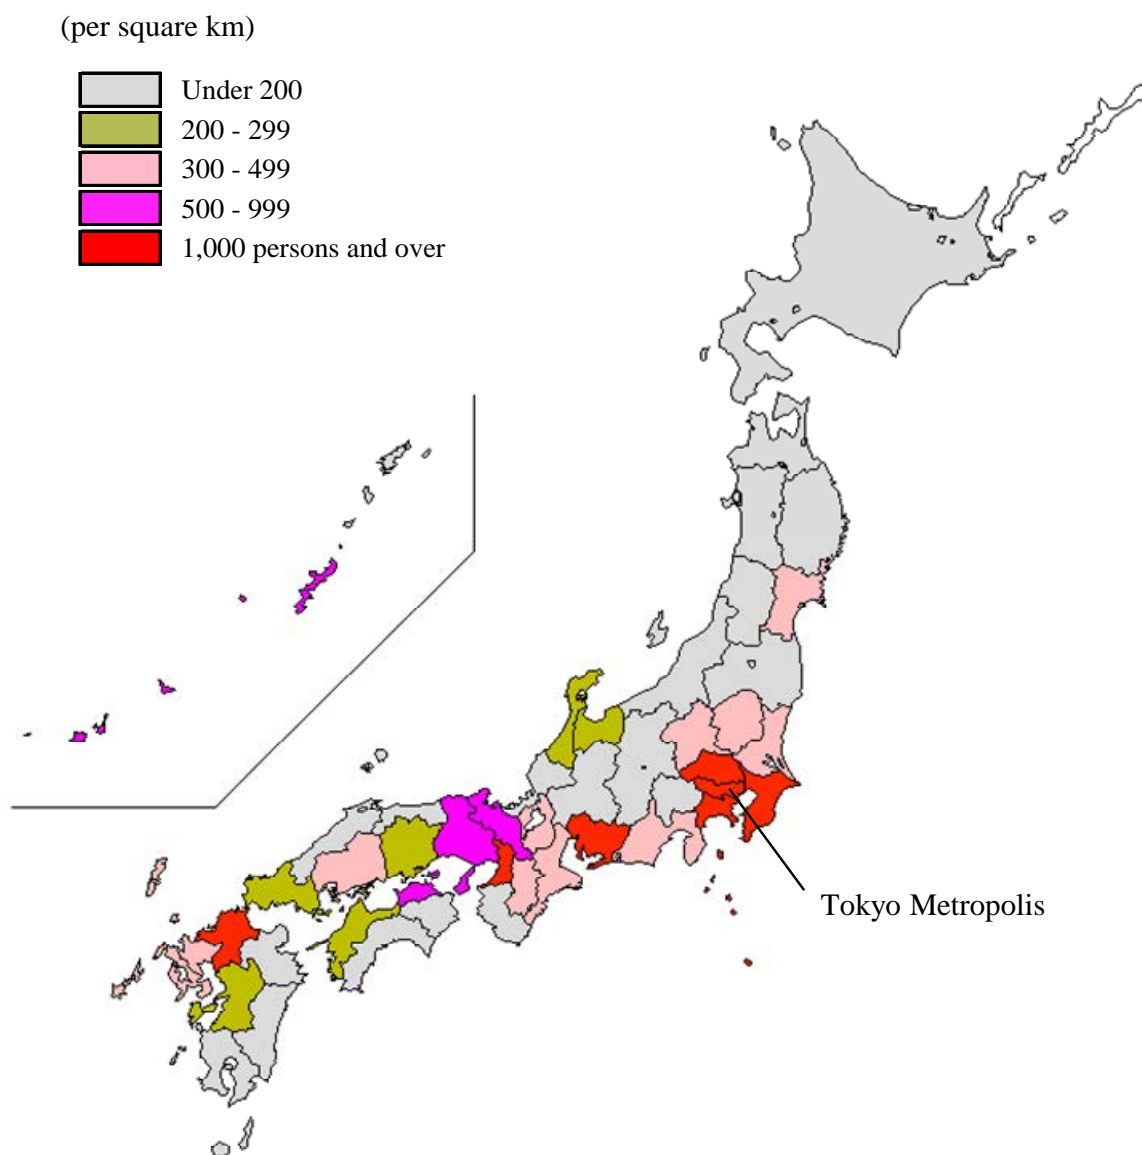 (per square km)
Under 200
200 - 299
300 - 499
500 - 999
1,000 persons and over
Tokyo Metropolis